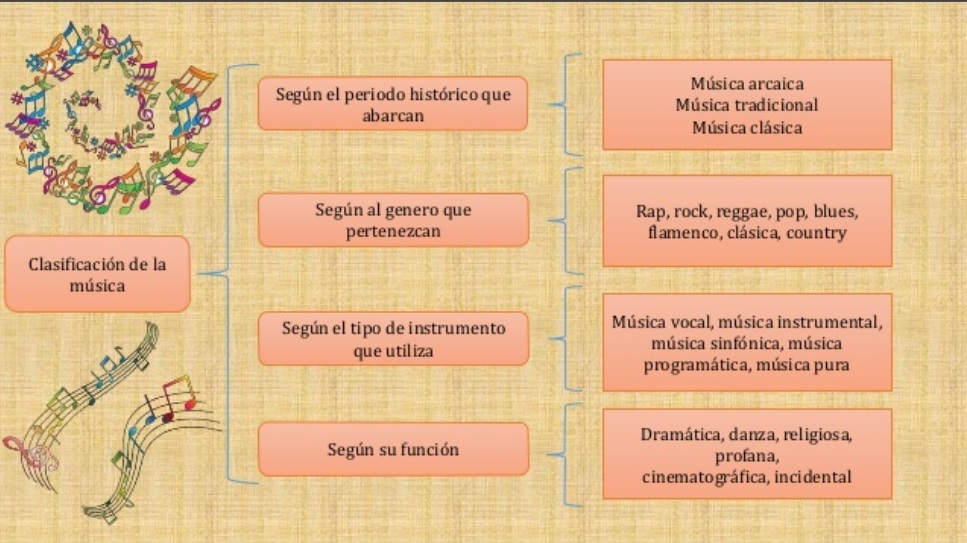 Según el periodo histórico que
abarcan
Música arcaica
Música tradicional
Música clásica
Según al genero que
pertenezcan
Rap, rock, reggae, pop, blues,
flamenco, clásica, country
Clasificación de la
música
Según el tipo de instrumento
que utiliza
Música vocal, música instrumental,
música sinfónica, música
programática, música pura
Según su función
Dramática, danza, religiosa,
profana,
cinematográfica, incidental